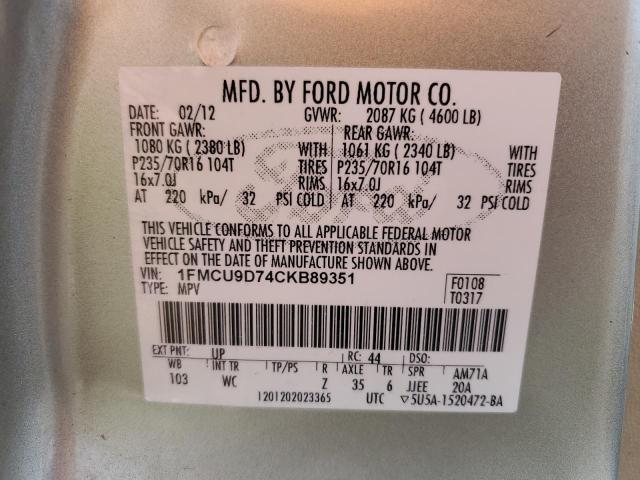 MFD. BY FORD MOTOR CO.
DATE: 02/12 GVWR: 2087 KG ( 4600 LB)
FRONT GAWR: REAR GAWR:
1080 KG ( 2380 LB) WITH 1061 KG ( 2340 LB) WITH
P235/70R16 104T TIRES P235/70R16 104T TIRES
16x7.0J RIMS 16x7.0J RIMS
AT 220 kPa/ 32 PSI COLD AT 220 kPa/ 32 PSI COLD
THIS VEHICLE CONFORMS TO ALL APPLICABLE FEDERAL MOTOR
VEHICLE SAFETY AND THEFT PREVENTION STANDARDS IN
EFFECT ON THE DATE OF MANUFACTURE SHOWN ABOVE.
VIN: 1FMCU9D74CKB89351 F0108
TYPE: MPV T0317
EXT PNT: UP RC: 44 DSO:
WB INT TR TP/PS R AXLE TR SPR AM71A
103 WC Z 35 6 JJEE 20A
1201202023365 UTC ▽5U5A-1520472-BA